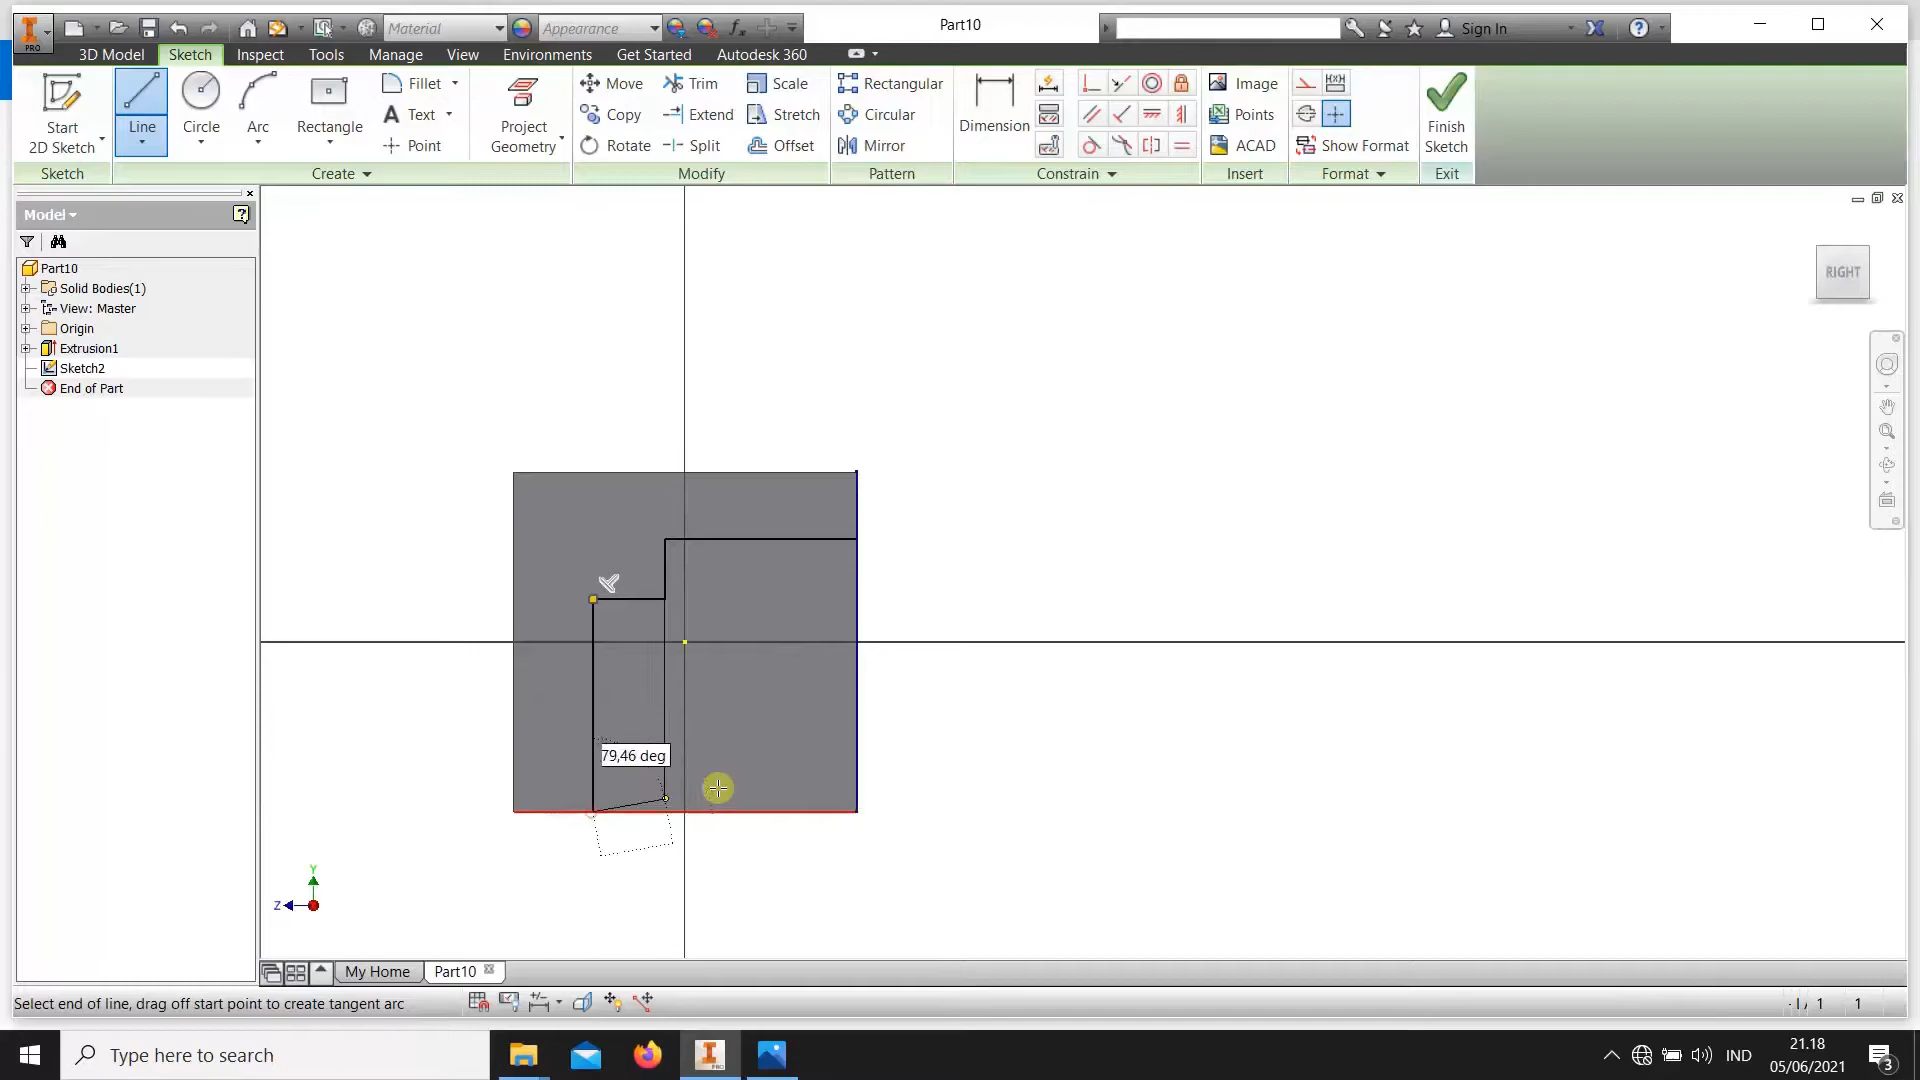 Material
Appearance
Part10
Sign In
PRO
3D Model
Sketch
Inspect
Tools
Manage
View
Environments
Get Started
Autodesk 360
Start
2D Sketch
Line
Circle
Arc
Rectangle
Fillet
Text
Point
Project
Geometry
Move
Copy
Rotate
Trim
Extend
Split
Scale
Stretch
Offset
Rectangular
Circular
Mirror
Dimension
Image
Points
ACAD
Show Format
Finish
Sketch
Sketch
Create
Modify
Pattern
Constrain
Insert
Format
Exit
Model
Part10
Solid Bodies(1)
View: Master
Origin
Extrusion1
Sketch2
End of Part
RIGHT
79,46 deg
Y
Z
My Home
Part10
Select end of line, drag off start point to create tangent arc
1
1
Type here to search
PRO
IND
21.18
05/06/2021
3